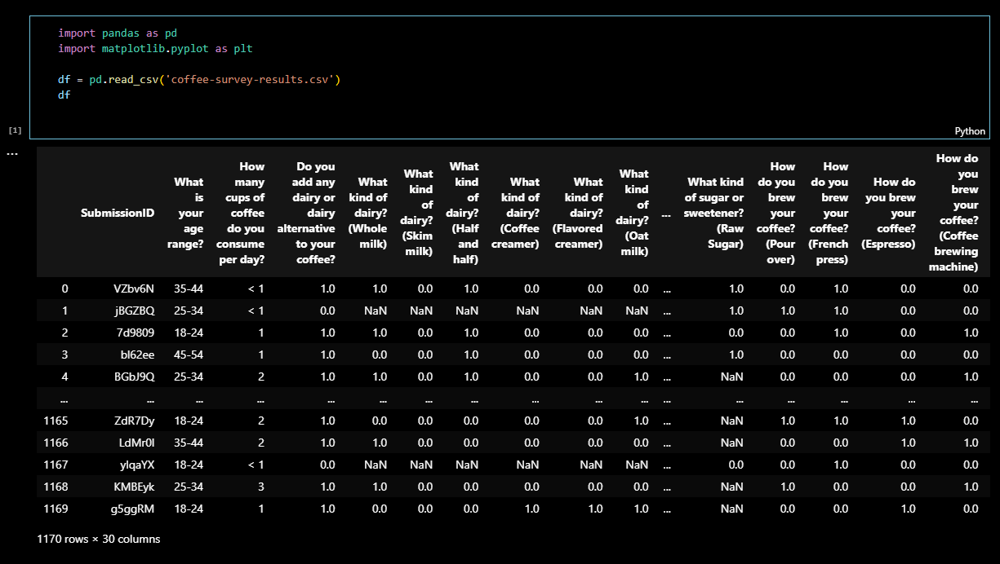 import pandas as pd
import matplotlib.pyplot as plt
df = pd.read_csv('coffee-survey-results.csv')
df
[1]
Python
...
SubmissionID What is your age range? How many cups of coffee do you consume per day? Do you add any dairy or dairy alternative to your coffee? What kind of dairy? (Whole milk) What kind of dairy? (Skim milk) What kind of dairy? (Half and half) What kind of dairy? (Coffee creamer) What kind of dairy? (Flavored creamer) What kind of dairy? (Oat milk) ... What kind of sugar or sweetener? (Raw Sugar) How do you brew your coffee? (Pour over) How do you brew your coffee? (French press) How do you brew your coffee? (Espresso) How do you brew your coffee? (Coffee brewing machine)
0 VZbv6N 35-44 < 1 1.0 1.0 0.0 1.0 0.0 0.0 0.0 ... 1.0 0.0 1.0 0.0 0.0
1 jBGZBQ 25-34 < 1 0.0 NaN NaN NaN NaN NaN NaN ... 1.0 1.0 1.0 0.0 0.0
2 7d9809 18-24 1 1.0 1.0 0.0 1.0 0.0 0.0 0.0 ... 0.0 0.0 1.0 0.0 1.0
3 bl62ee 45-54 1 1.0 0.0 0.0 1.0 0.0 0.0 0.0 ... 1.0 0.0 0.0 0.0 0.0
4 BGbJ9Q 25-34 2 1.0 1.0 0.0 1.0 0.0 0.0 1.0 ... NaN 0.0 0.0 0.0 1.0
... ... ... ... ... ... ... ... ... ... ... ... ... ... ... ... ...
1165 ZdR7Dy 18-24 2 1.0 0.0 0.0 0.0 0.0 0.0 1.0 ... NaN 1.0 1.0 1.0 0.0
1166 LdMr0l 35-44 2 1.0 1.0 0.0 0.0 0.0 0.0 0.0 ... NaN 0.0 0.0 1.0 1.0
1167 ylqaYX 18-24 < 1 0.0 NaN NaN NaN NaN NaN NaN ... 0.0 0.0 1.0 0.0 0.0
1168 KMBEyk 25-34 3 1.0 1.0 0.0 0.0 0.0 0.0 0.0 ... NaN 1.0 0.0 0.0 1.0
1169 g5ggRM 18-24 1 1.0 0.0 0.0 0.0 1.0 1.0 1.0 ... NaN 0.0 0.0 1.0 0.0
1170 rows × 30 columns